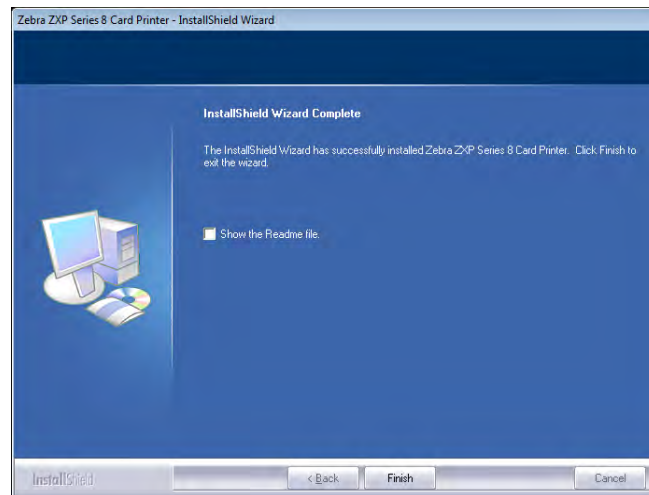 Zebra ZXP Series 8 Card Printer - InstallShield Wizard
InstallShield Wizard Complete
The InstallShield Wizard has successfully installed Zebra ZXP Series 8 Card Printer. Click Finish to
exit the wizard.
Show the Readme file.
InstallShield
< Back
Finish
Cancel